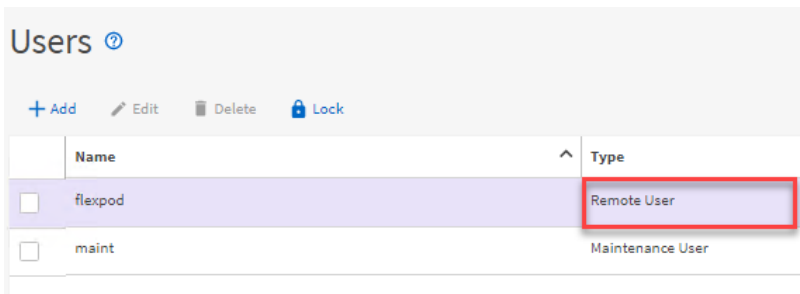 Users ?
+ Add Edit Delete Lock
Name Type
flexpod Remote User
maint Maintenance User